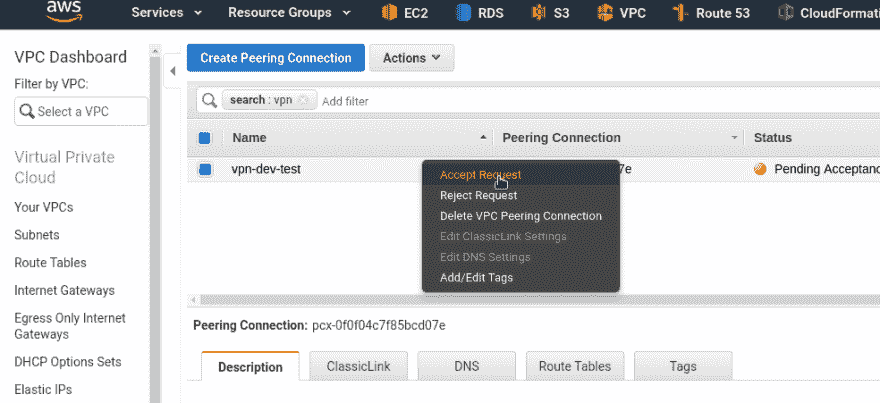 aws Services Resource Groups EC2 RDS S3 VPC Route 53 CloudFormati
VPC Dashboard
Filter by VPC:
Select a VPC
Virtual Private
Cloud
Your VPCs
Subnets
Route Tables
Internet Gateways
Egress Only Internet
Gateways
DHCP Options Sets
Elastic IPs
Create Peering Connection Actions
search : vpn Add filter
Name Peering Connection Status
vpn-dev-test 7e Pending Acceptanc
Accept Request
Reject Request
Delete VPC Peering Connection
Edit ClassicLink Settings
Edit DNS Settings
Add/Edit Tags
Peering Connection: pcx-0f0f04c7f85bcd07e
Description ClassicLink DNS Route Tables Tags